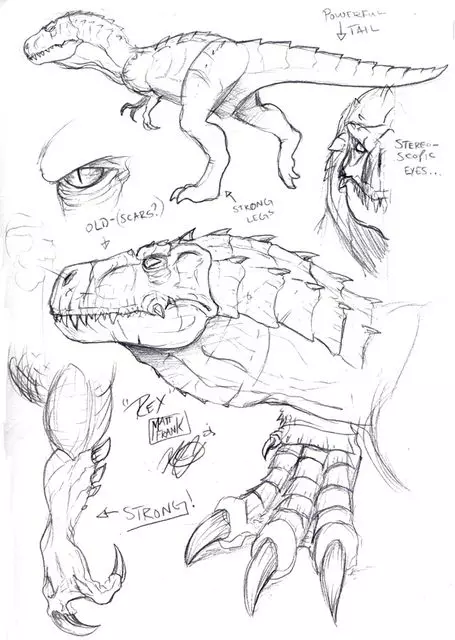 POWERFUL
TAIL
STEREO-
SCOPIC
EYES...
OLD-(SCARS?)
STRONG
LEGS
"REX"
MATT
FRANK
STRONG!